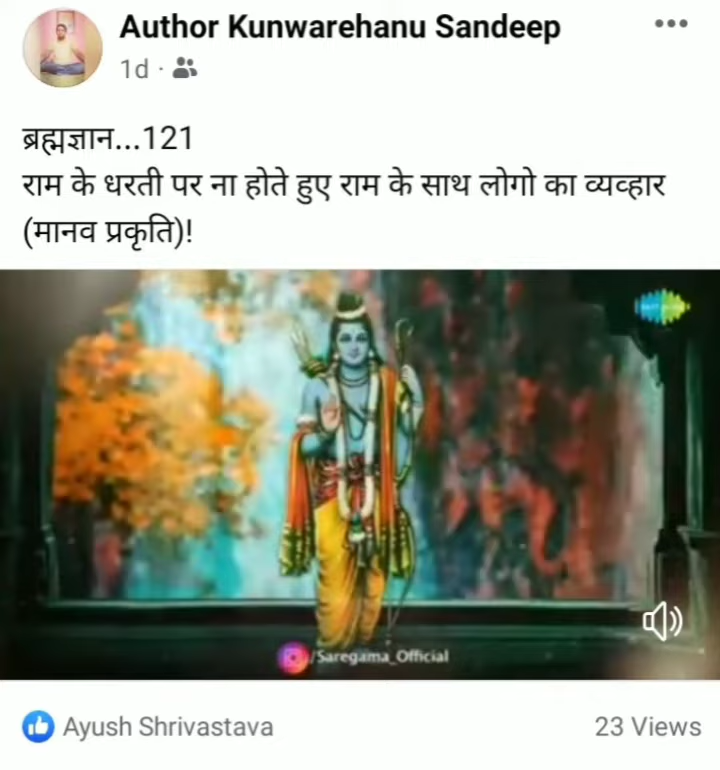 Author Kunwarehanu Sandeep
1d ·
ब्रह्मज्ञान...121
राम के धरती पर ना होते हुए राम के साथ लोगो का व्यव्हार
(मानव प्रकृति)!
/Saregama_Official
Ayush Shrivastava
23 Views